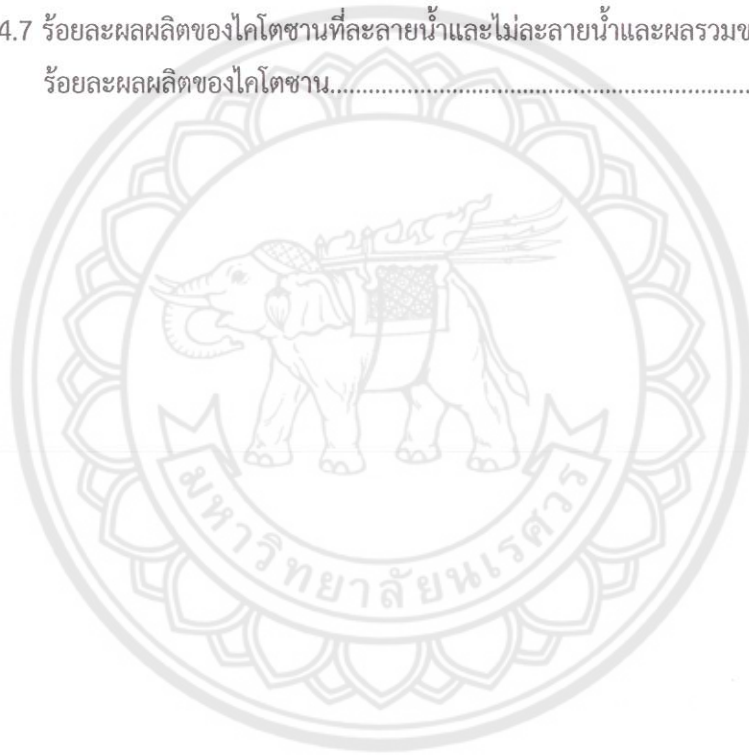 4.7 ร้อยละผลผลิตของไคโตซานที่ละลายน้ำและไม่ละลายน้ำและผลรวมข
ร้อยละผลผลิตของไคโตซาน......................................................................
มหาวิทยาลัยนเรศวร